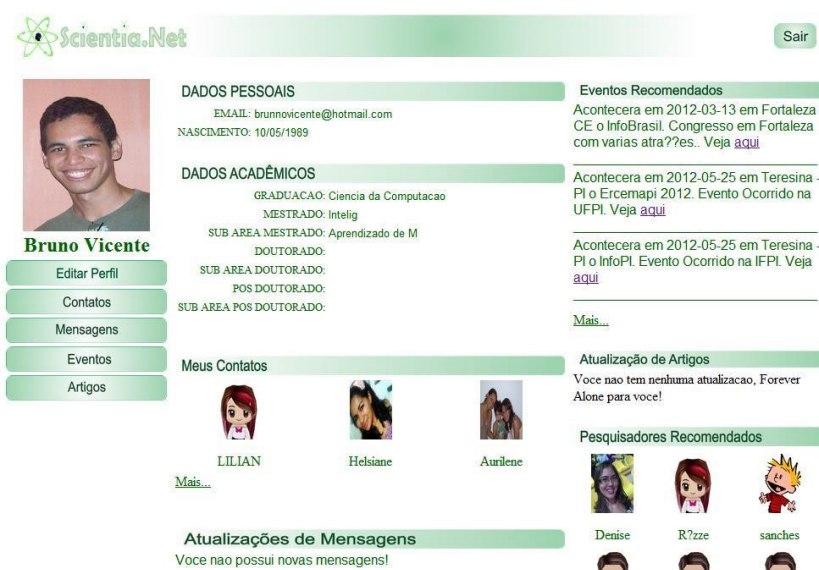 Scientia.Net
Sair
Bruno Vicente
Editar Perfil
Contatos
Mensagens
Eventos
Artigos
DADOS PESSOAIS
EMAIL: brunnovicente@hotmail.com
NASCIMENTO: 10/05/1989
DADOS ACADÊMICOS
GRADUACAO: Ciencia da Computacao
MESTRADO: Intelig
SUB AREA MESTRADO: Aprendizado de M
DOUTORADO:
SUB AREA DOUTORADO:
POS DOUTORADO:
SUB AREA POS DOUTORADO:
Meus Contatos
LILIAN Helsiane Aurilene
Mais...
Atualizações de Mensagens
Voce nao possui novas mensagens!
Eventos Recomendados
Acontecera em 2012-03-13 em Fortaleza
CE o InfoBrasil. Congresso em Fortaleza
com varias atra??es.. Veja aqui
Acontecera em 2012-05-25 em Teresina -
PI o Ercemapi 2012. Evento Ocorrido na
UFPI. Veja aqui
Acontecera em 2012-05-25 em Teresina -
PI o InfoPI. Evento Ocorrido na IFPI. Veja
aqui
Mais...
Atualização de Artigos
Voce nao tem nenhuma atualizacao, Forever
Alone para voce!
Pesquisadores Recomendados
Denise R?zze sanches